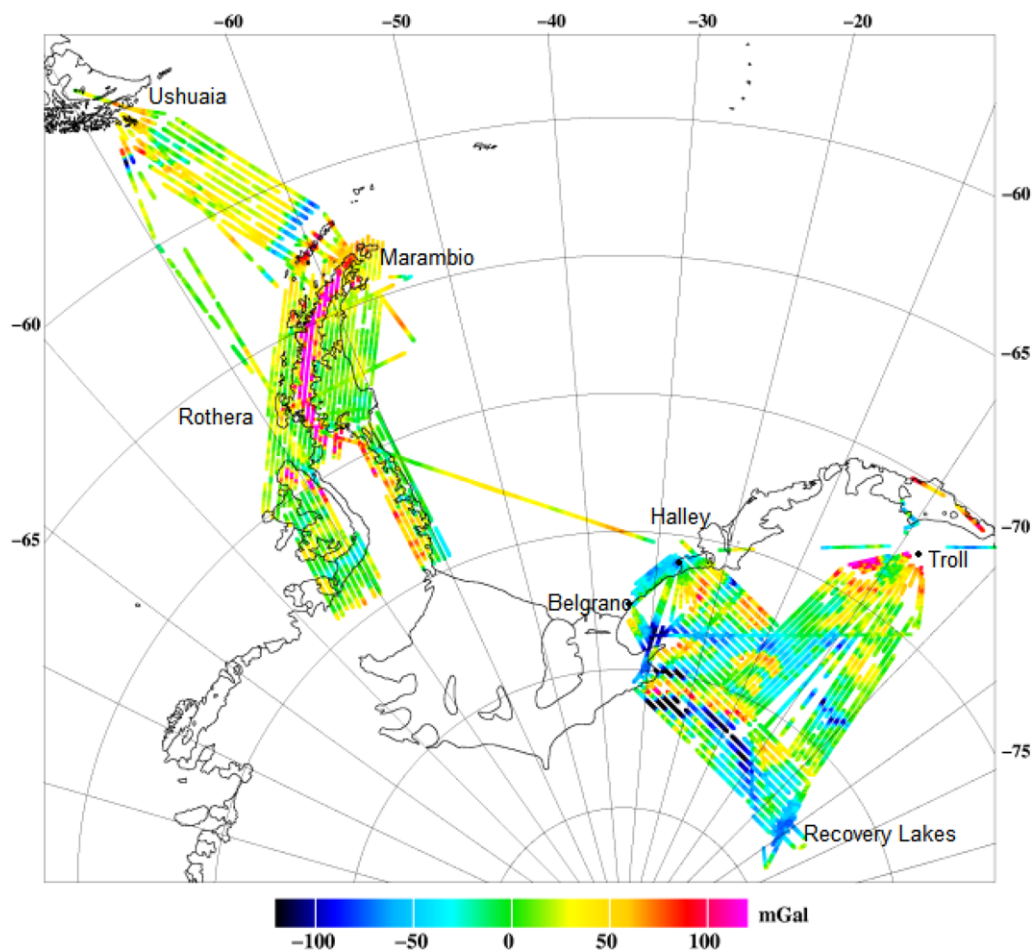 -60 -50 -40 -30 -20
Ushuaia
-60
Marambio
-60
-65
Rothera
Halley
-70
-65
Troll
Belgrano
-75
Recovery Lakes
mGal
-100 -50 0 50 100